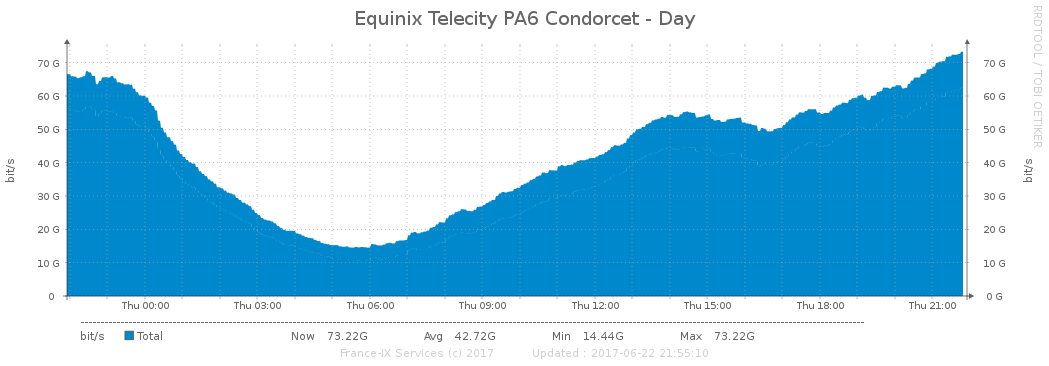 Equinix Telecity PA6 Condorcet - Day
RRDTOOL / TOBI OETIKER
70 G 70 G
60 G 60 G
50 G 50 G
40 G 40 G
30 G 30 G
20 G 20 G
10 G 10 G
0 0 G
bit/s bit/s
Thu 00:00 Thu 03:00 Thu 06:00 Thu 09:00 Thu 12:00 Thu 15:00 Thu 18:00 Thu 21:00
bit/s Total Now 73.22G Avg 42.72G Min 14.44G Max 73.22G
France-IX Services (c) 2017 Updated : 2017-06-22 21:55:10